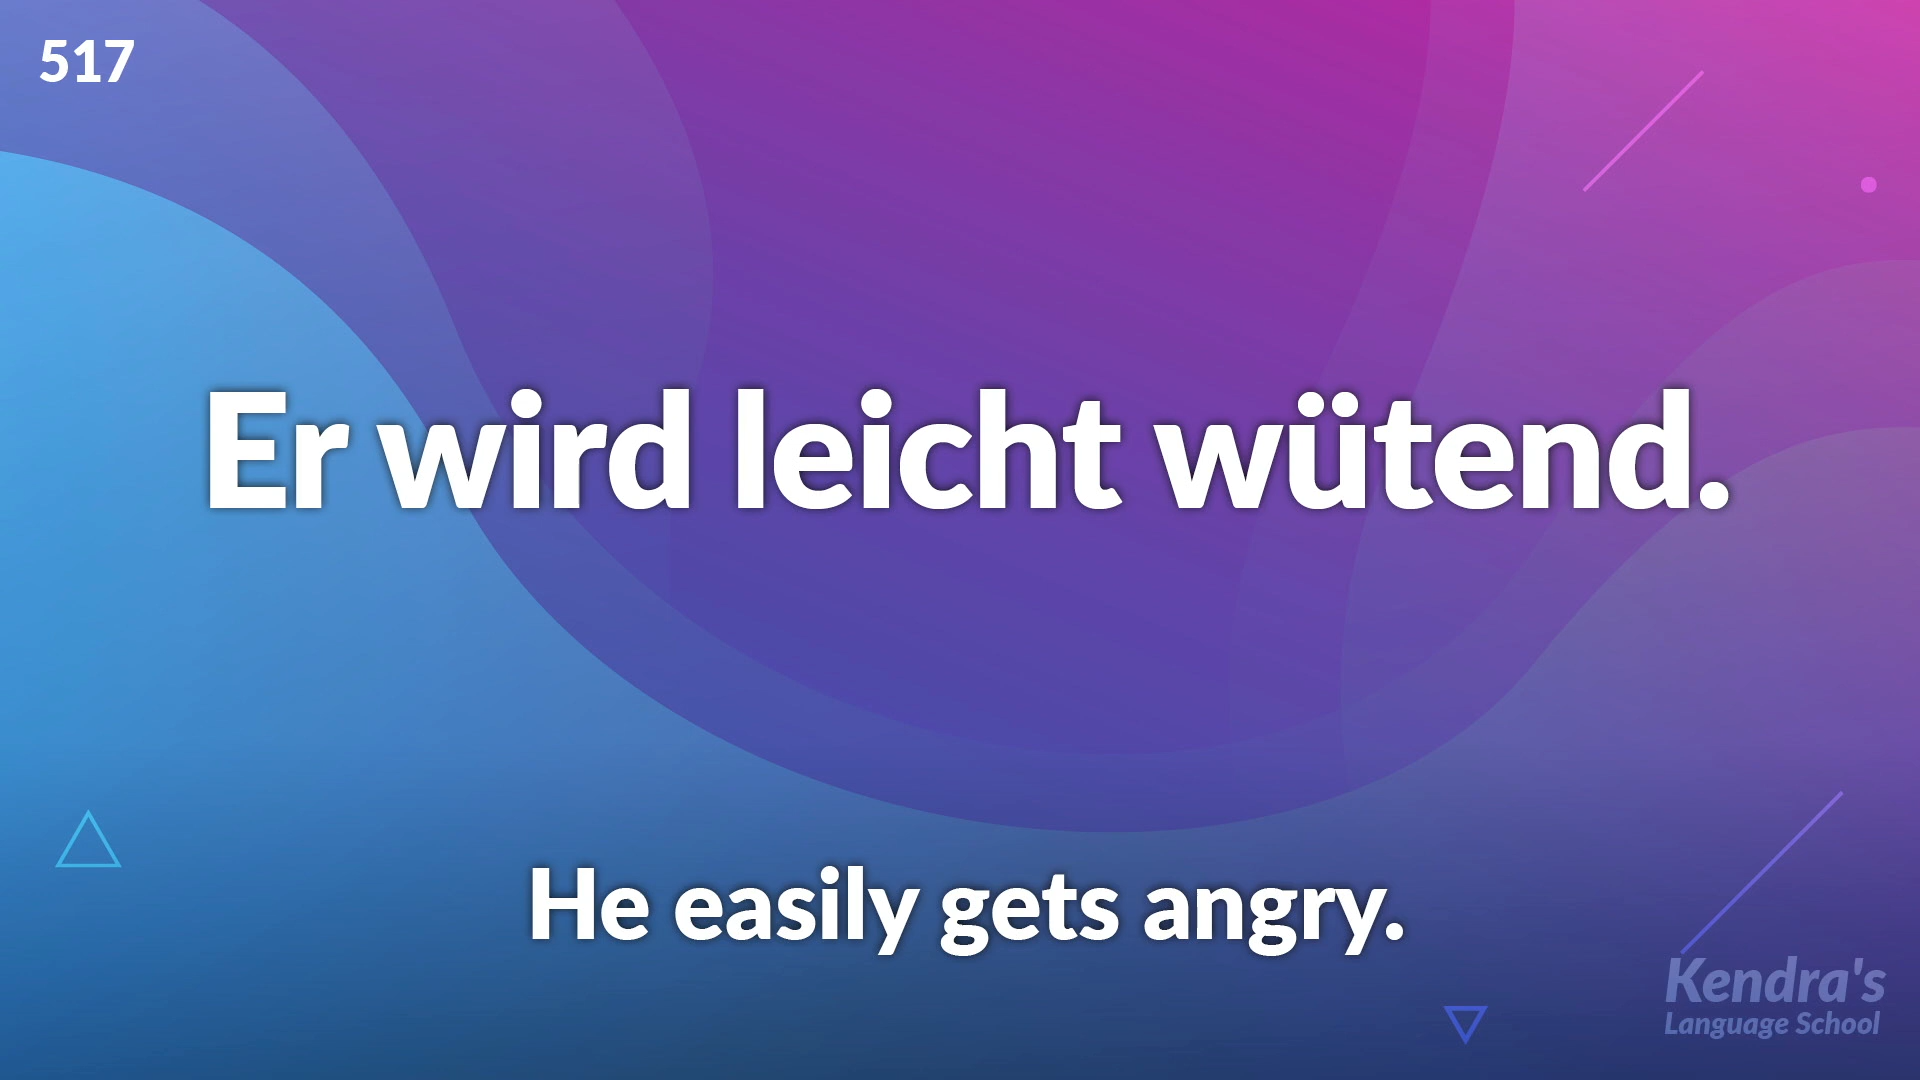 517
Er wird leicht wütend.
He easily gets angry.
Kendra's
Language School